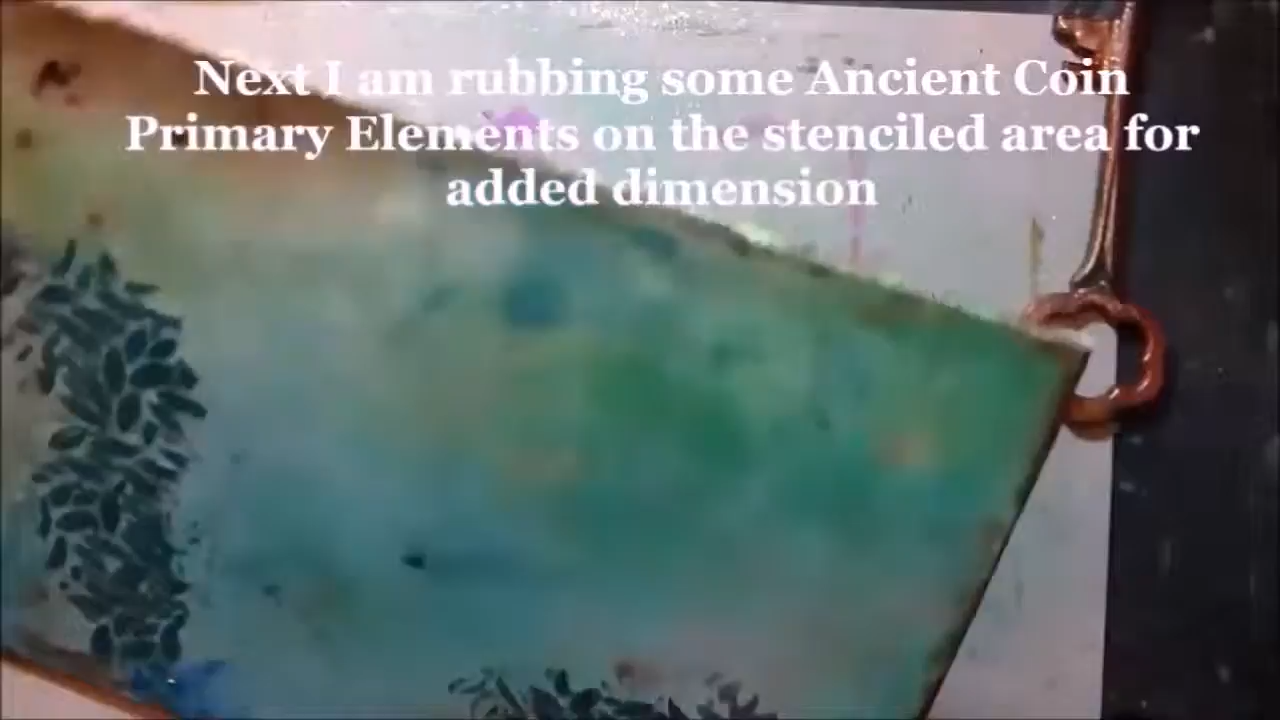 Next I am rubbing some Ancient Coin
Primary Elements on the stenciled area for
added dimension